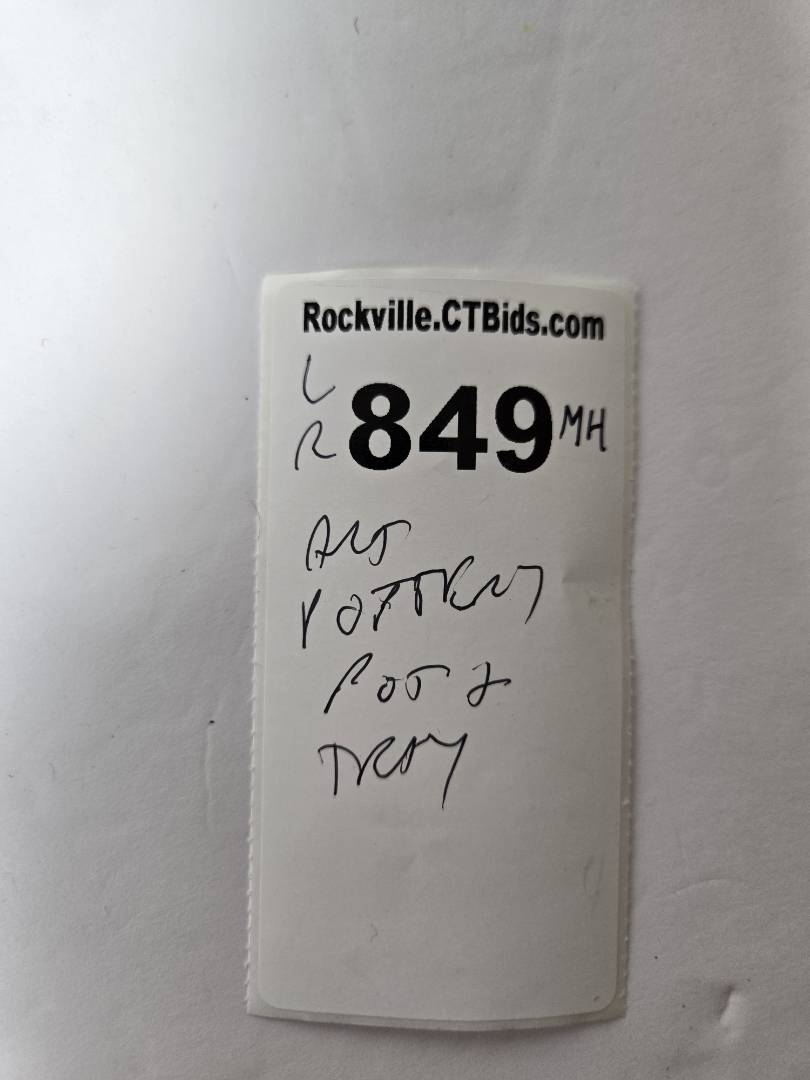 Rockville.CTBids.com
L
R 849 MH
ART
POTTERY
POT &
TRAY